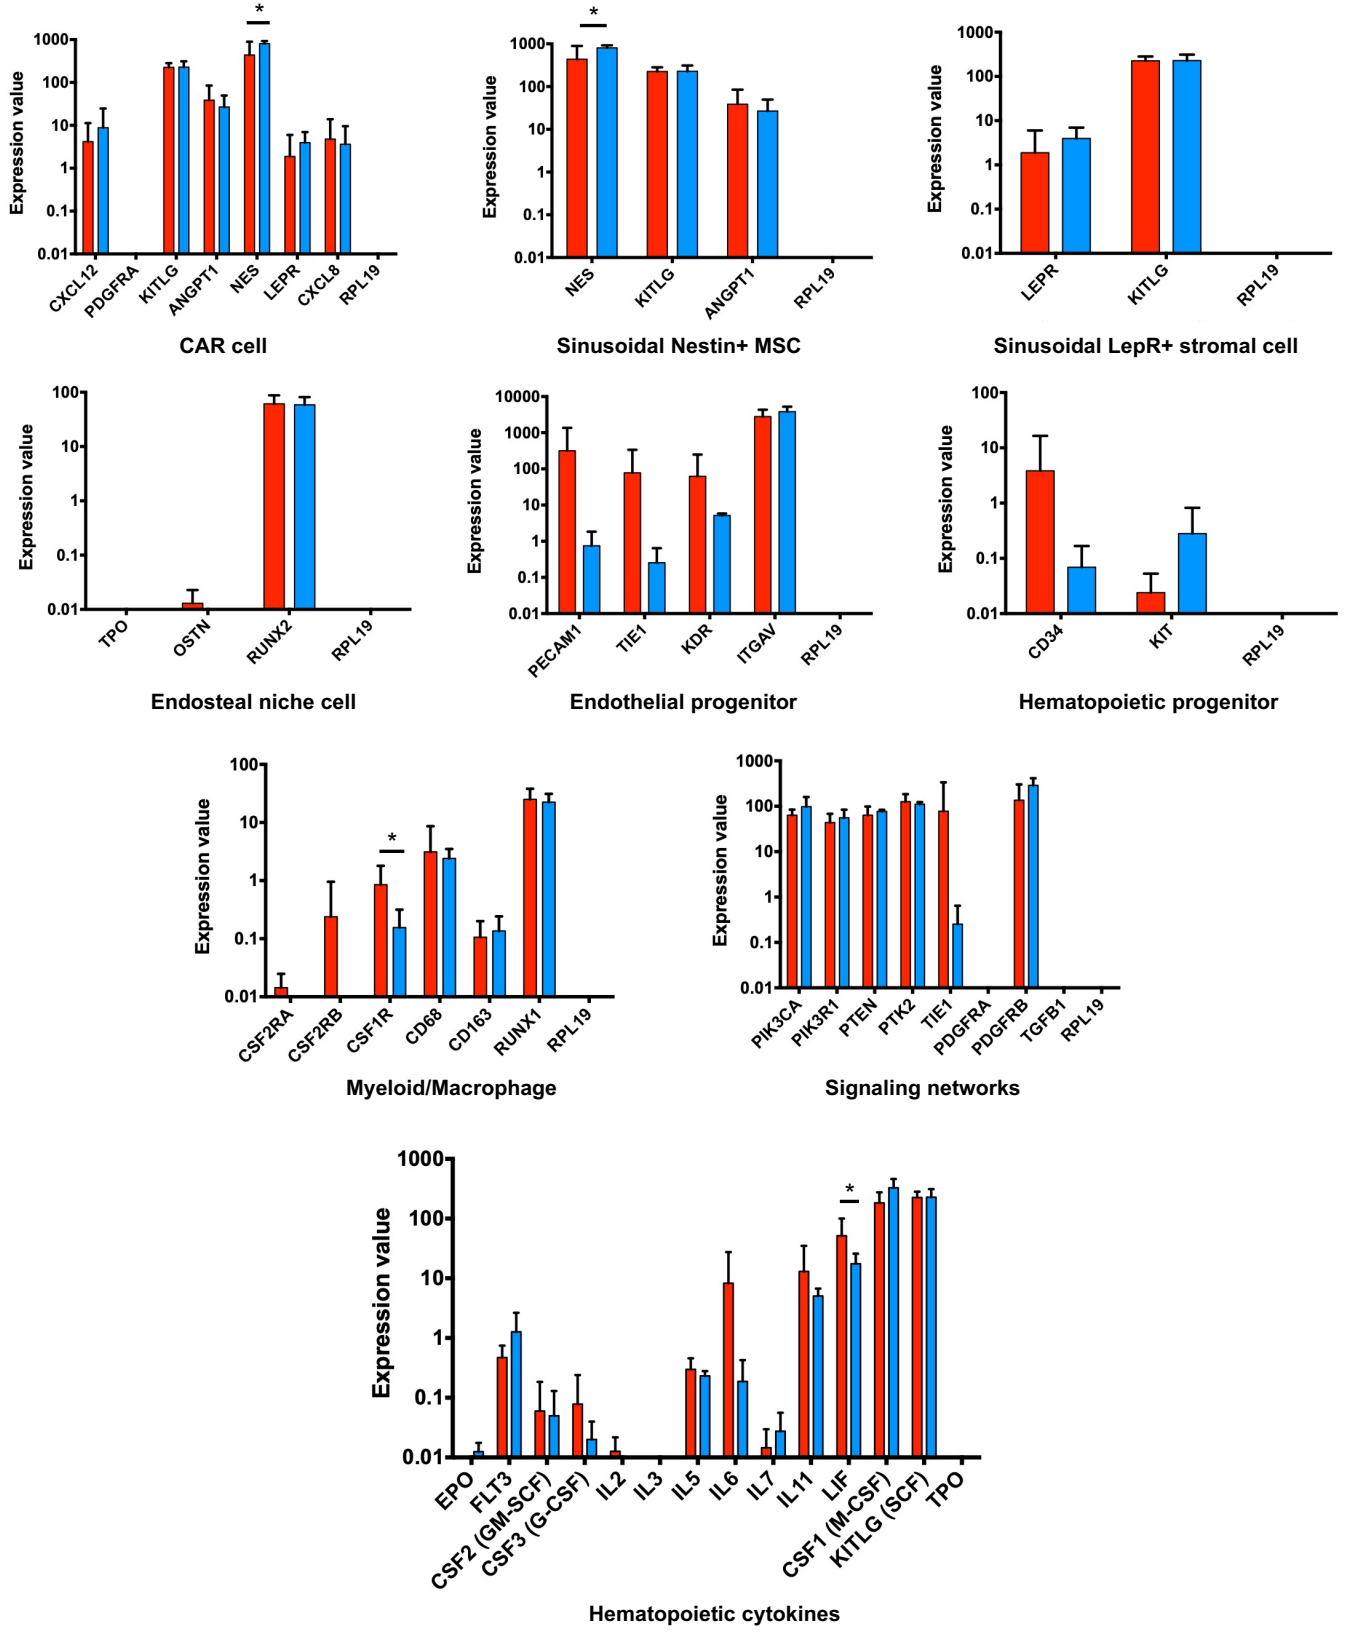 *
Expression value
1000
100
10
1
0.1
0.01
CXCL12
PDGFRA
KITLG
ANGPT1
NES
LEPR
CXCL8
RPL19
CAR cell
*
Expression value
1000
100
10
1
0.1
0.01
NES
KITLG
ANGPT1
RPL19
Sinusoidal Nestin+ MSC
Expression value
1000
100
10
1
0.1
0.01
LEPR
KITLG
RPL19
Sinusoidal LepR+ stromal cell
Expression value
100
10
1
0.1
0.01
TPO
OSTN
RUNX2
RPL19
Endosteal niche cell
Expression value
10000
1000
100
10
1
0.1
0.01
PECAM1
TIE1
KDR
ITGAV
RPL19
Endothelial progenitor
Expression value
100
10
1
0.1
0.01
CD34
KIT
RPL19
Hematopoietic progenitor
Expression value
100
10
1
0.1
0.01
*
CSF2RA
CSF2RB
CSF1R
CD68
CD163
RUNX1
RPL19
Myeloid/Macrophage
Expression value
1000
100
10
1
0.1
0.01
PIK3CA
PIK3R1
PTEN
PTK2
TIE1
PDGFRA
PDGFRB
TGFB1
RPL19
Signaling networks
Expression value
1000
100
10
1
0.1
0.01
*
EPO
FLT3
CSF2 (GM-SCF)
CSF3 (G-CSF)
IL2
IL3
IL5
IL6
IL7
IL11
LIF
CSF1 (M-CSF)
KITLG (SCF)
TPO
Hematopoietic cytokines